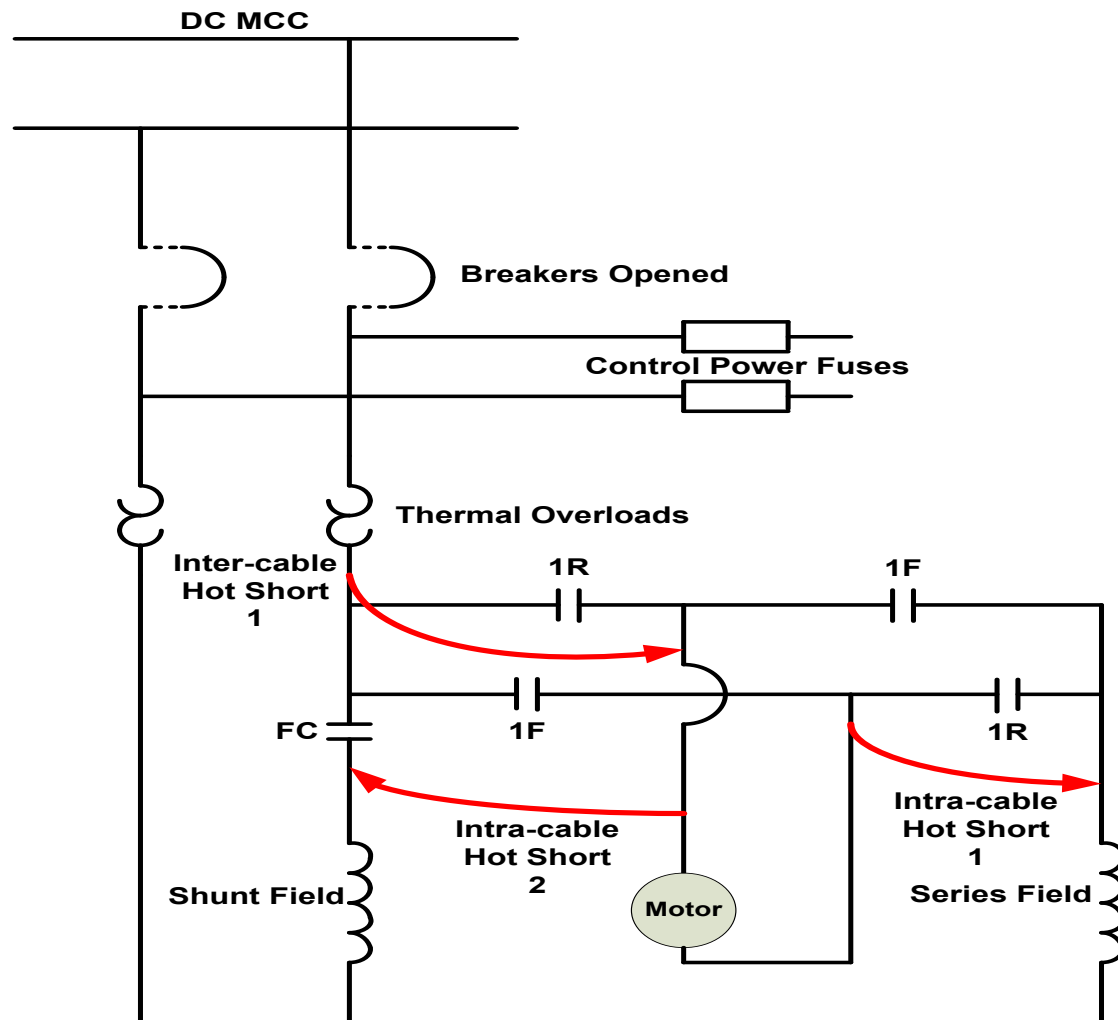 DC MCC
Breakers Opened
Control Power Fuses
Thermal Overloads
Inter-cable
Hot Short
1
1R
1F
FC
1F
1R
Intra-cable
Hot Short
2
Intra-cable
Hot Short
1
Shunt Field
Motor
Series Field